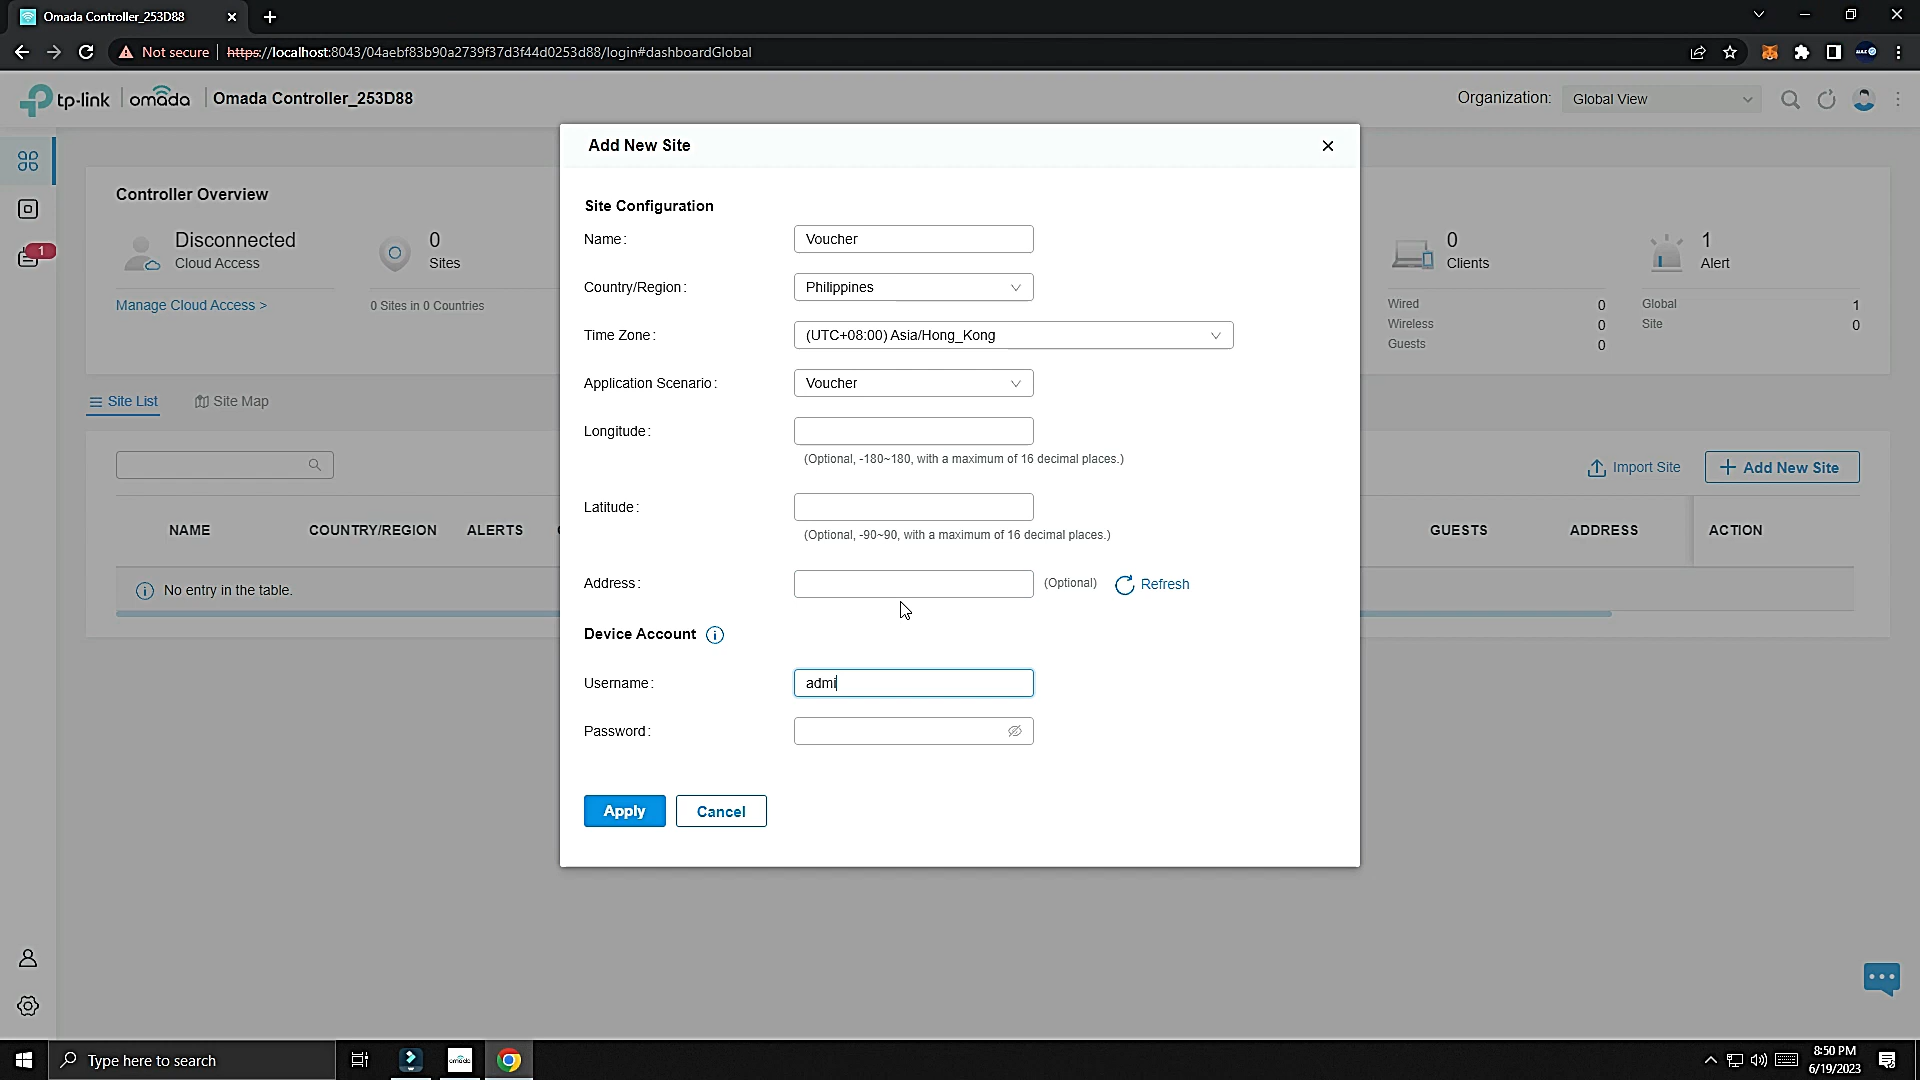 Omada Controller_253D88
Not secure
https://localhost:8043/04aebf83b90a2739f37d3f44d0253d88/login#dashboardGlobal
tp-link
omada
Omada Controller_253D88
Organization:
Global View
Add New Site
Controller Overview
Disconnected
Cloud Access
Manage Cloud Access >
0
Sites
0 Sites in 0 Countries
0
Clients
Wired 0
Wireless 0
Guests 0
1
Alert
Global 1
Site 0
1
Site Configuration
Name:
Voucher
Country/Region:
Philippines
Time Zone:
(UTC+08:00) Asia/Hong_Kong
Application Scenario:
Voucher
Longitude:
(Optional, -180~180, with a maximum of 16 decimal places.)
Latitude:
(Optional, -90~90, with a maximum of 16 decimal places.)
Address:
(Optional)
Refresh
Device Account
Username:
admi
Password:
Apply
Cancel
Site List
Site Map
Import Site
Add New Site
NAME
COUNTRY/REGION
ALERTS
GUESTS
ADDRESS
ACTION
No entry in the table.
Type here to search
omada
8:50 PM
6/19/2023